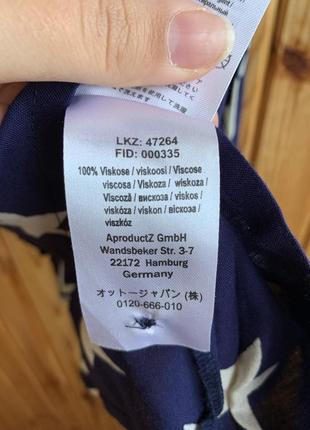 LKZ: 47264
FID: 000335
100% Viskose / viskoosi / Viscose
viscosa / Viskoza / wiskoza /
Viscoză / вискоза / viskos /
viskóza / viskon / віскоза /
viszkóz
AproductZ GmbH
Wandsbeker Str. 3-7
22172 Hamburg
Germany
オットージャパン (株)
0120-666-010